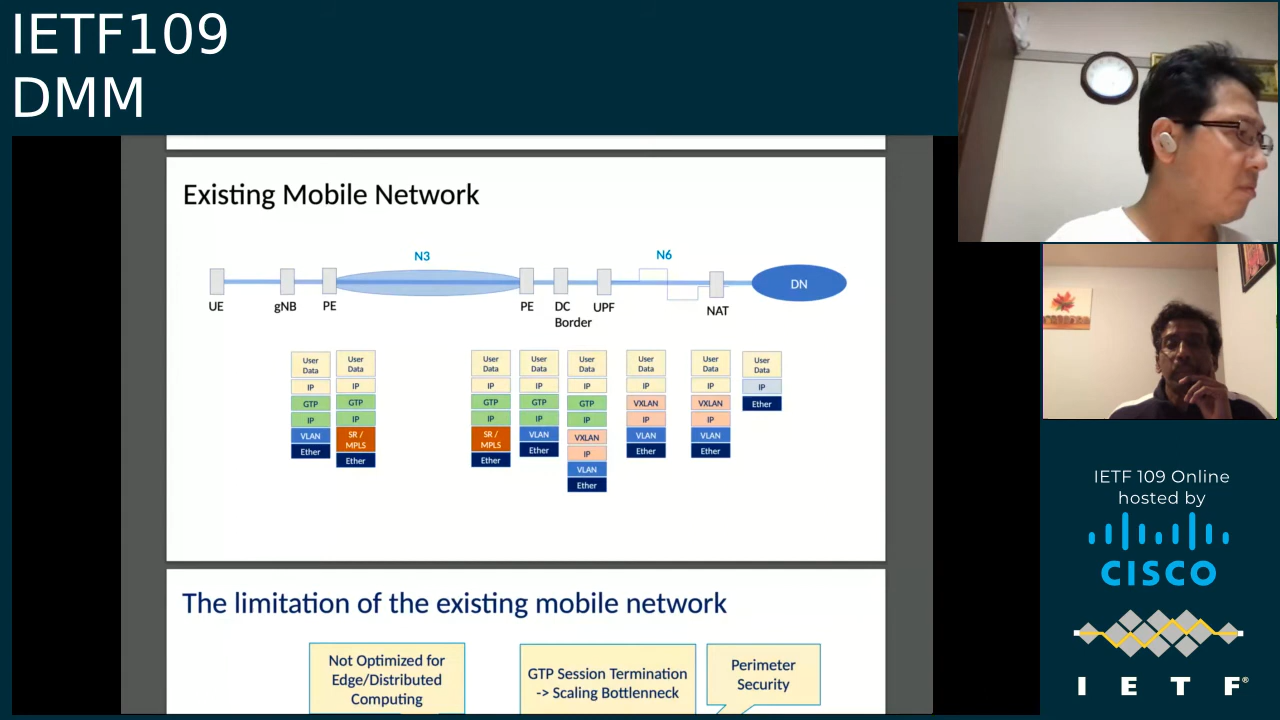 IETF109
DMM
Existing Mobile Network
N3
N6
UE
gNB
PE
PE
DC
Border
UPF
NAT
DN
User
Data
IP
GTP
IP
VLAN
Ether
User
Data
IP
GTP
IP
SR /
MPLS
Ether
User
Data
IP
GTP
IP
SR /
MPLS
Ether
User
Data
IP
GTP
IP
VLAN
Ether
User
Data
IP
GTP
IP
VXLAN
IP
VLAN
Ether
User
Data
IP
VXLAN
IP
VLAN
Ether
User
Data
IP
VXLAN
IP
VLAN
Ether
User
Data
IP
Ether
The limitation of the existing mobile network
Not Optimized for
Edge/Distributed
Computing
GTP Session Termination
-> Scaling Bottlenneck
Perimeter
Security
IETF 109 Online
hosted by
CISCO
I E T F®